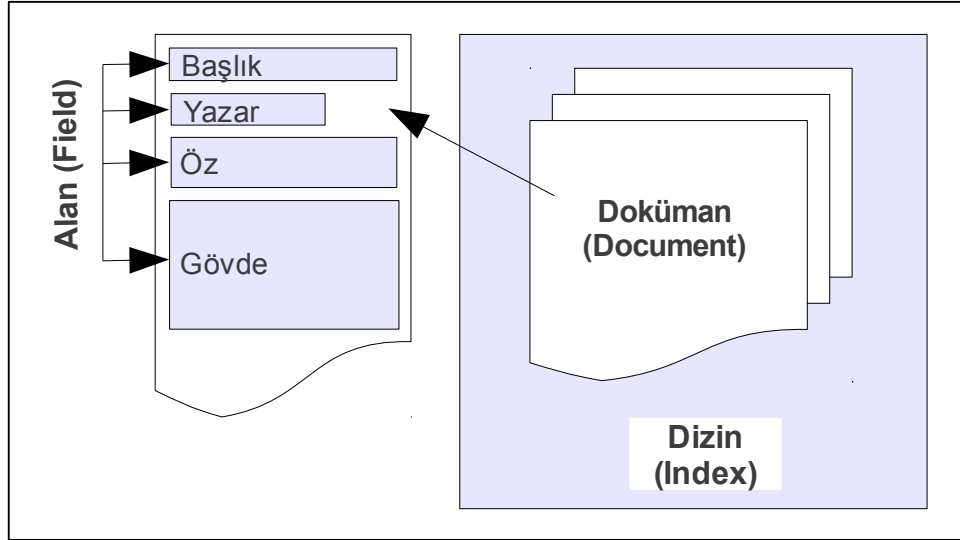 Alan (Field)
Başlık
Yazar
Öz
Gövde
Doküman
(Document)
Dizin
(Index)